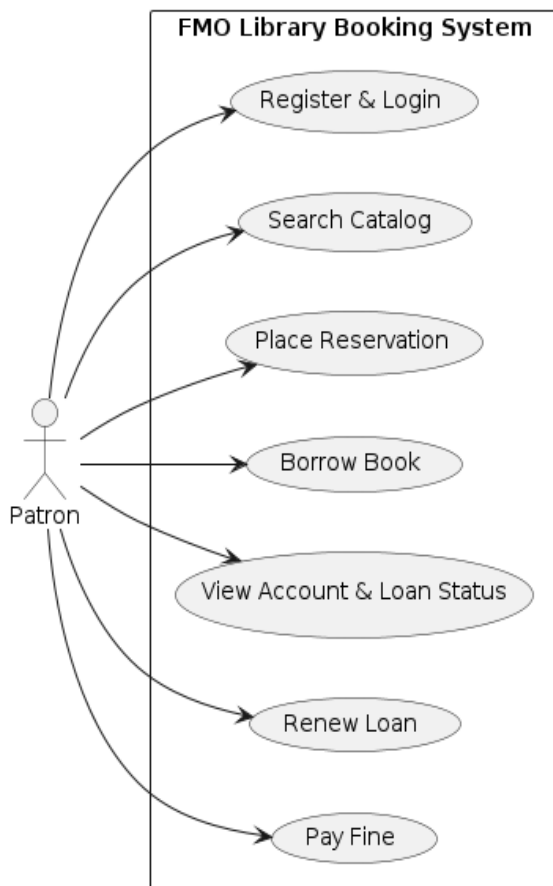 FMO Library Booking System
Register & Login
Search Catalog
Place Reservation
Borrow Book
Patron
View Account & Loan Status
Renew Loan
Pay Fine